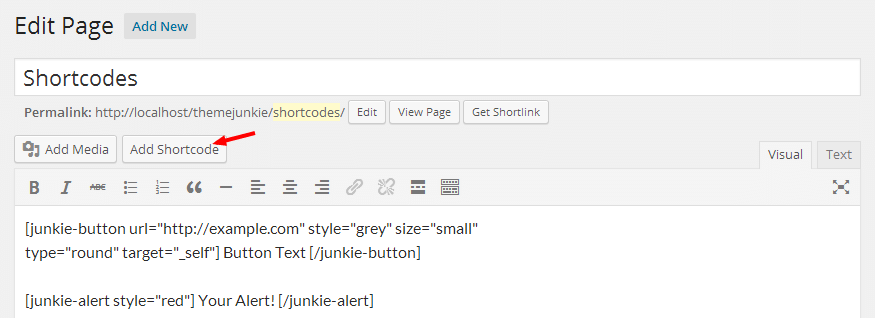 Edit Page Add New
Shortcodes
Permalink: http://localhost/themejunkie/shortcodes/ Edit View Page Get Shortlink
Add Media Add Shortcode Visual Text
B I ABC
[junkie-button url="http://example.com" style="grey" size="small"
type="round" target="_self"] Button Text [/junkie-button]
[junkie-alert style="red"] Your Alert! [/junkie-alert]